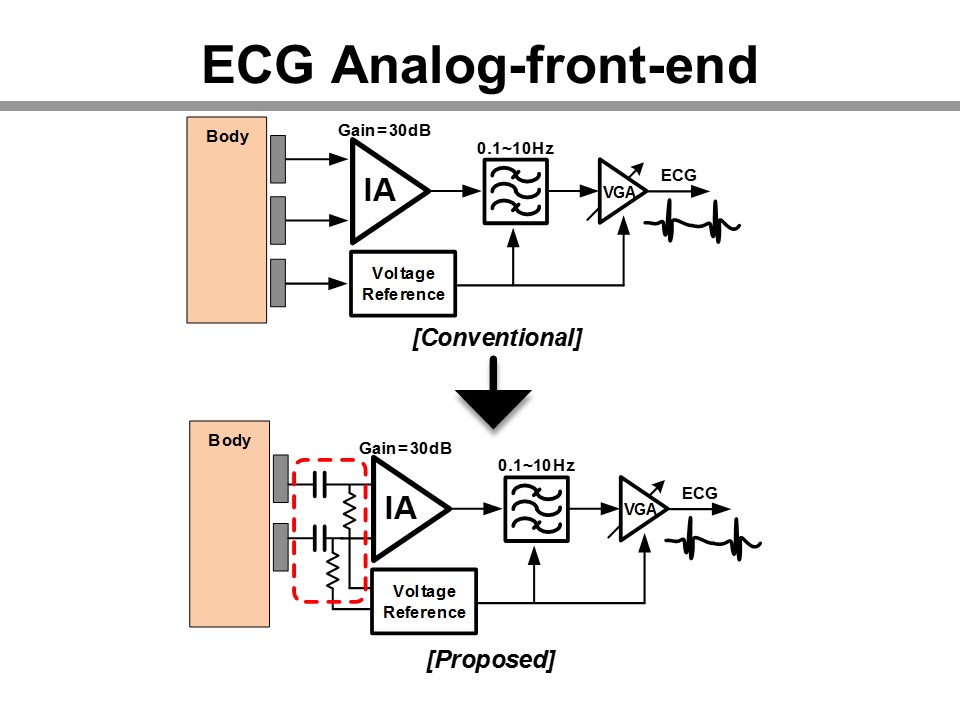 ECG Analog-front-end
Body
Gain=30dB
IA
0.1~10Hz
VGA
ECG
Voltage
Reference
[Conventional]
Body
Gain=30dB
IA
0.1~10Hz
VGA
ECG
Voltage
Reference
[Proposed]